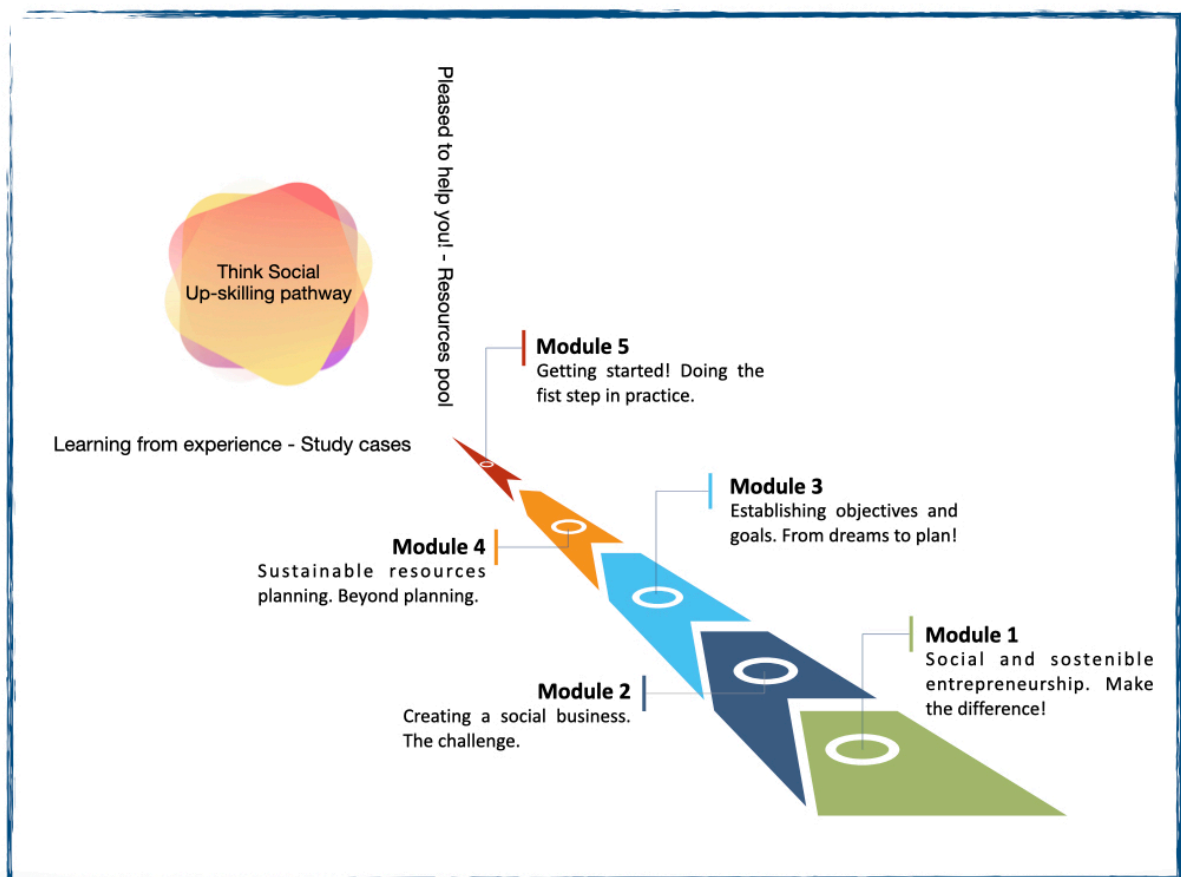 Pleased to help you! - Resources pool
Think Social
Up-skilling pathway
Learning from experience - Study cases
Module 5
Getting started! Doing the
fist step in practice.
Module 3
Establishing objectives and
goals. From dreams to plan!
Module 4
Sustainable resources
planning. Beyond planning.
Module 1
Social and sostenible
entrepreneurship. Make
the difference!
Module 2
Creating a social business.
The challenge.